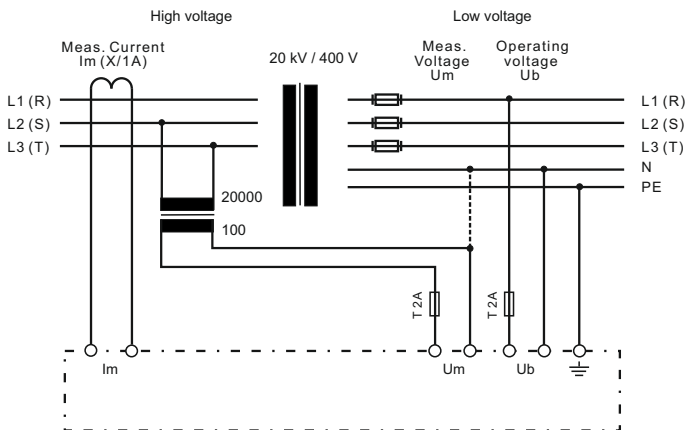 High voltage
Low voltage
Meas. Current
Im (X/1A)
20 kV / 400 V
Meas.
Voltage
Um
Operating
voltage
Ub
L1 (R)
L2 (S)
L3 (T)
L1 (R)
L2 (S)
L3 (T)
N
PE
20000
100
T 2A
T 2A
Im
Um
Ub